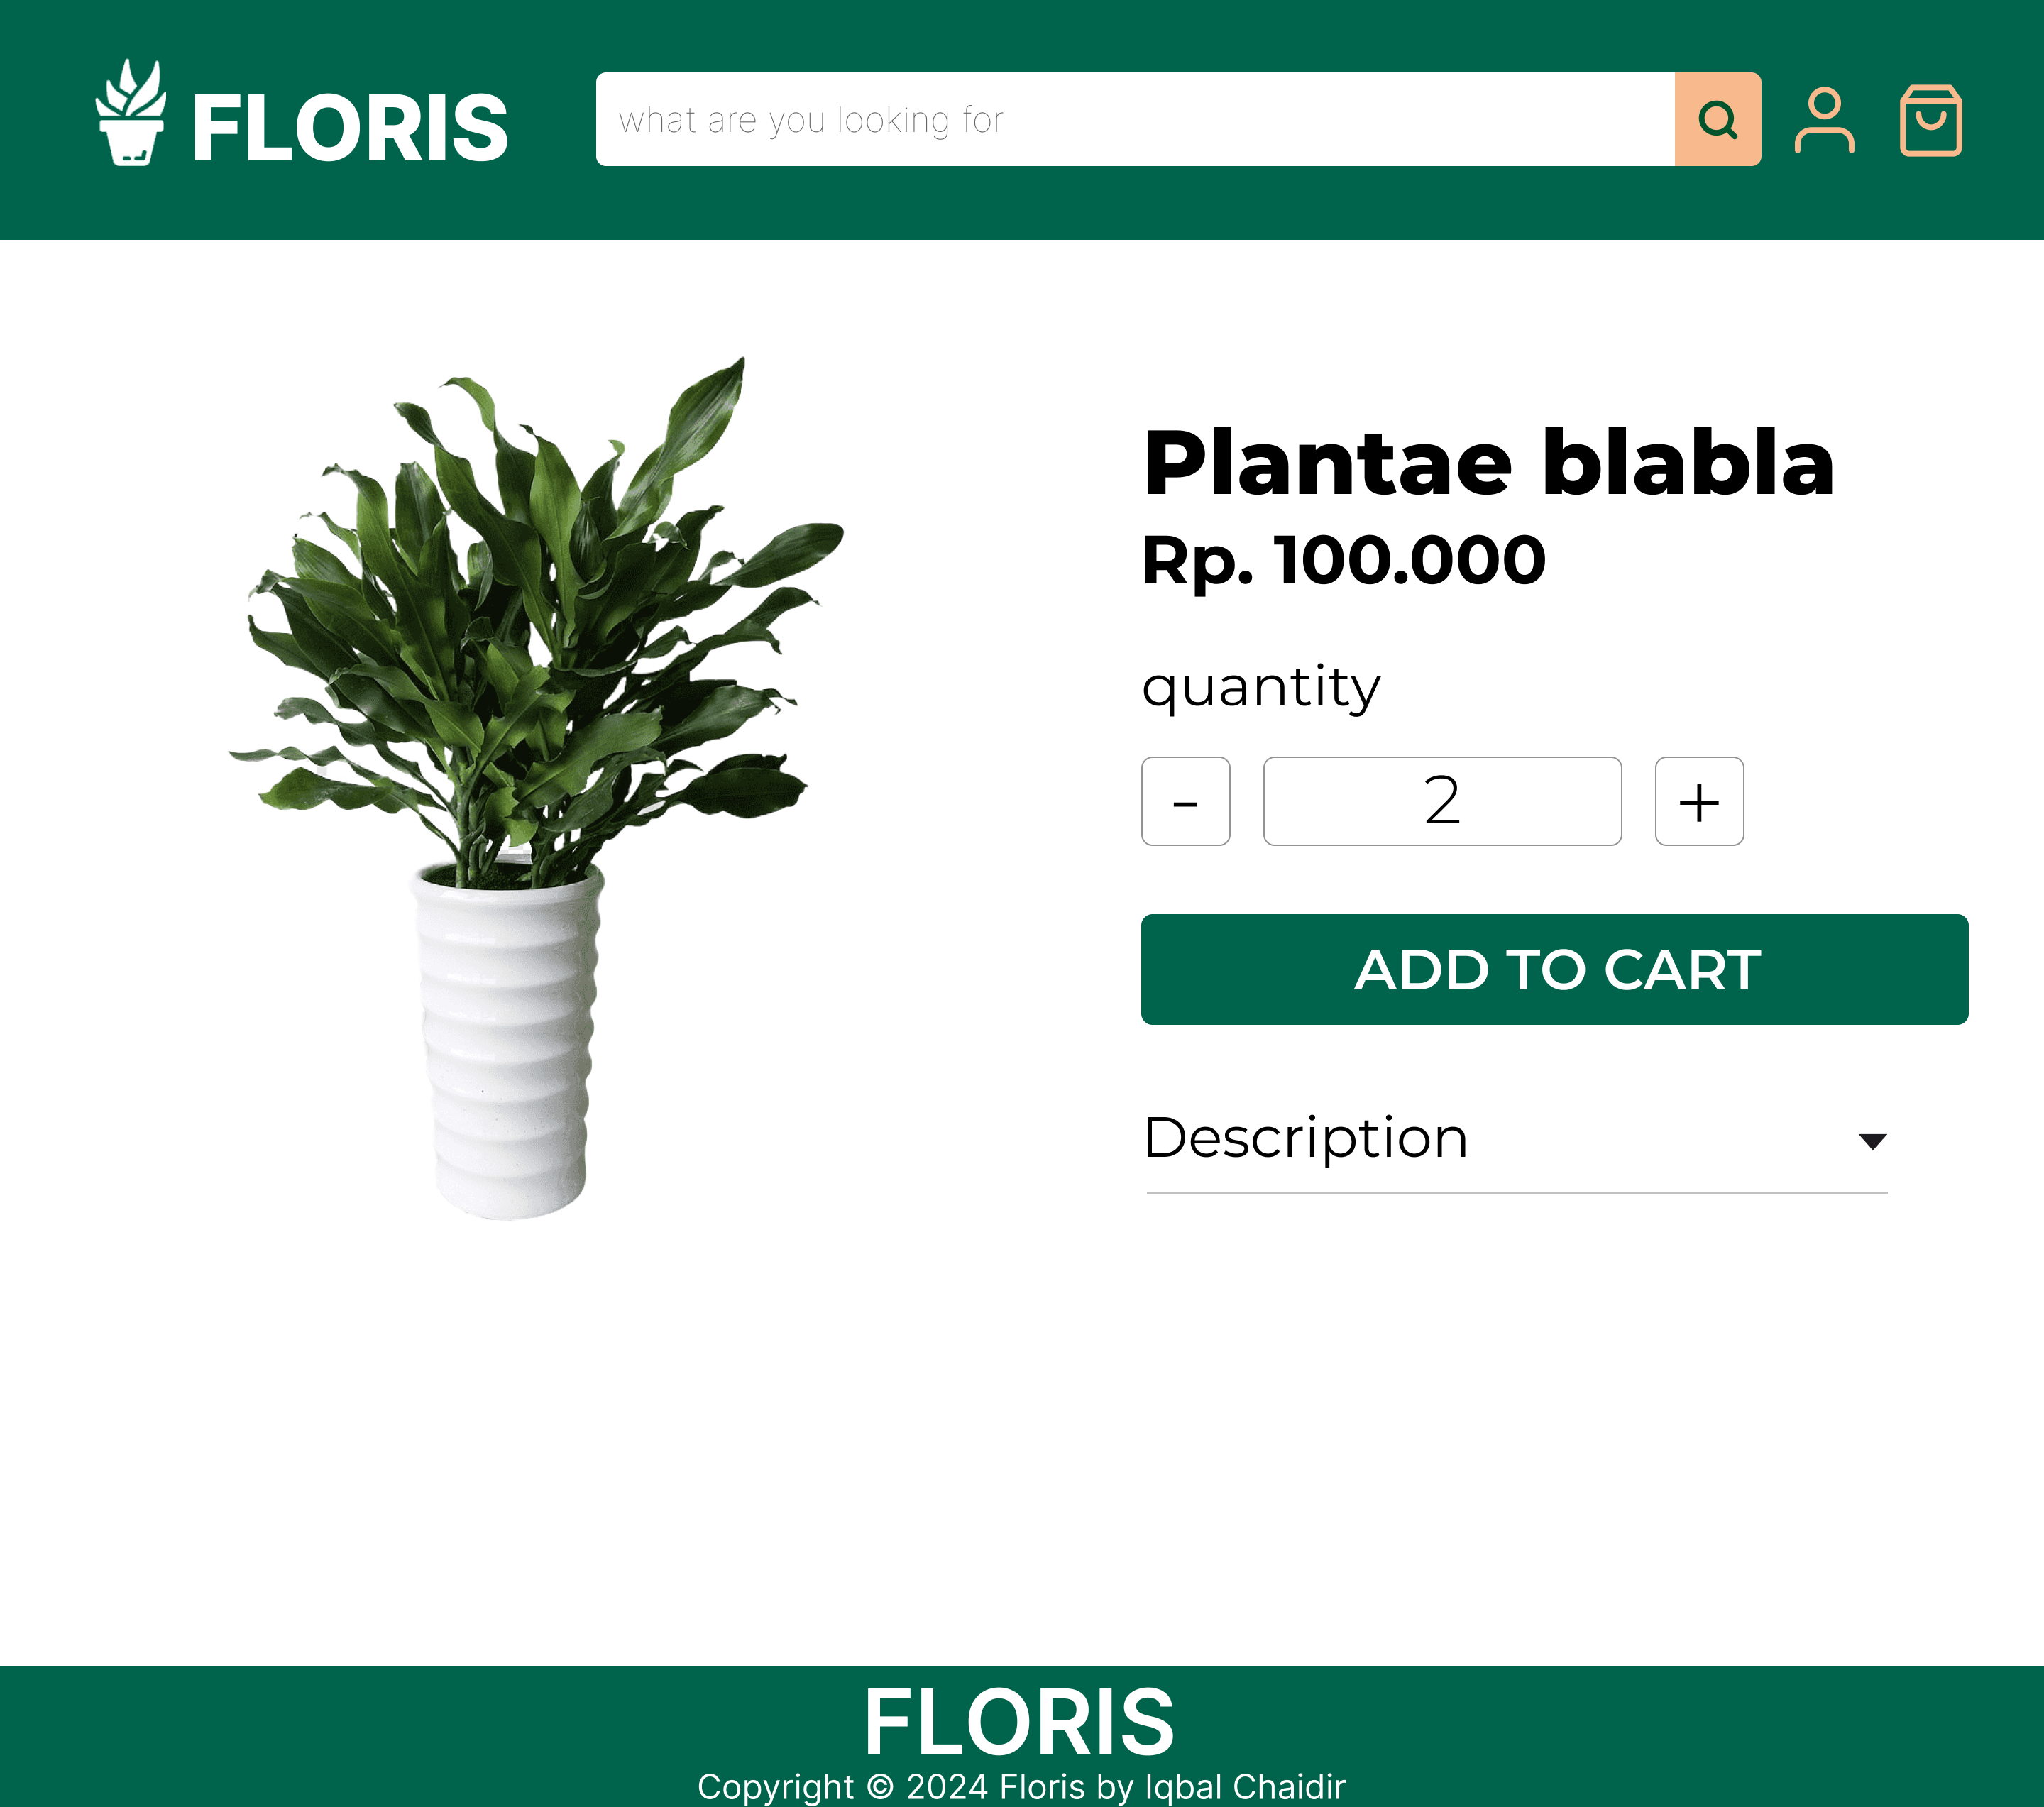 FLORIS
what are you looking for
Plantae blabla
Rp. 100.000
quantity
- 2 +
ADD TO CART
Description
FLORIS
Copyright © 2024 Floris by Iqbal Chaidir